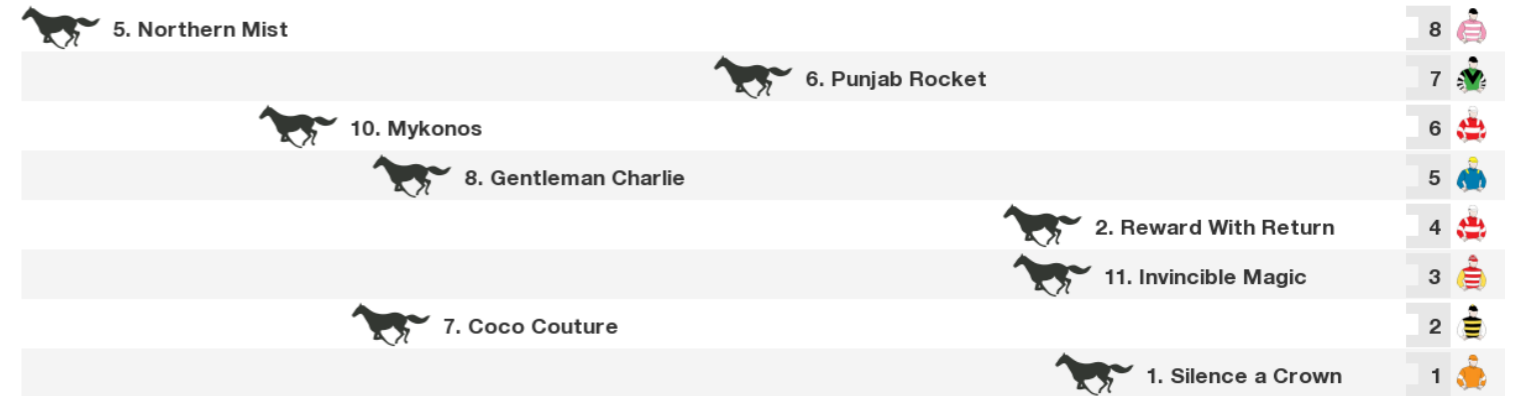 5. Northern Mist 8
6. Punjab Rocket 7
10. Mykonos 6
8. Gentleman Charlie 5
2. Reward With Return 4
11. Invincible Magic 3
7. Coco Couture 2
1. Silence a Crown 1